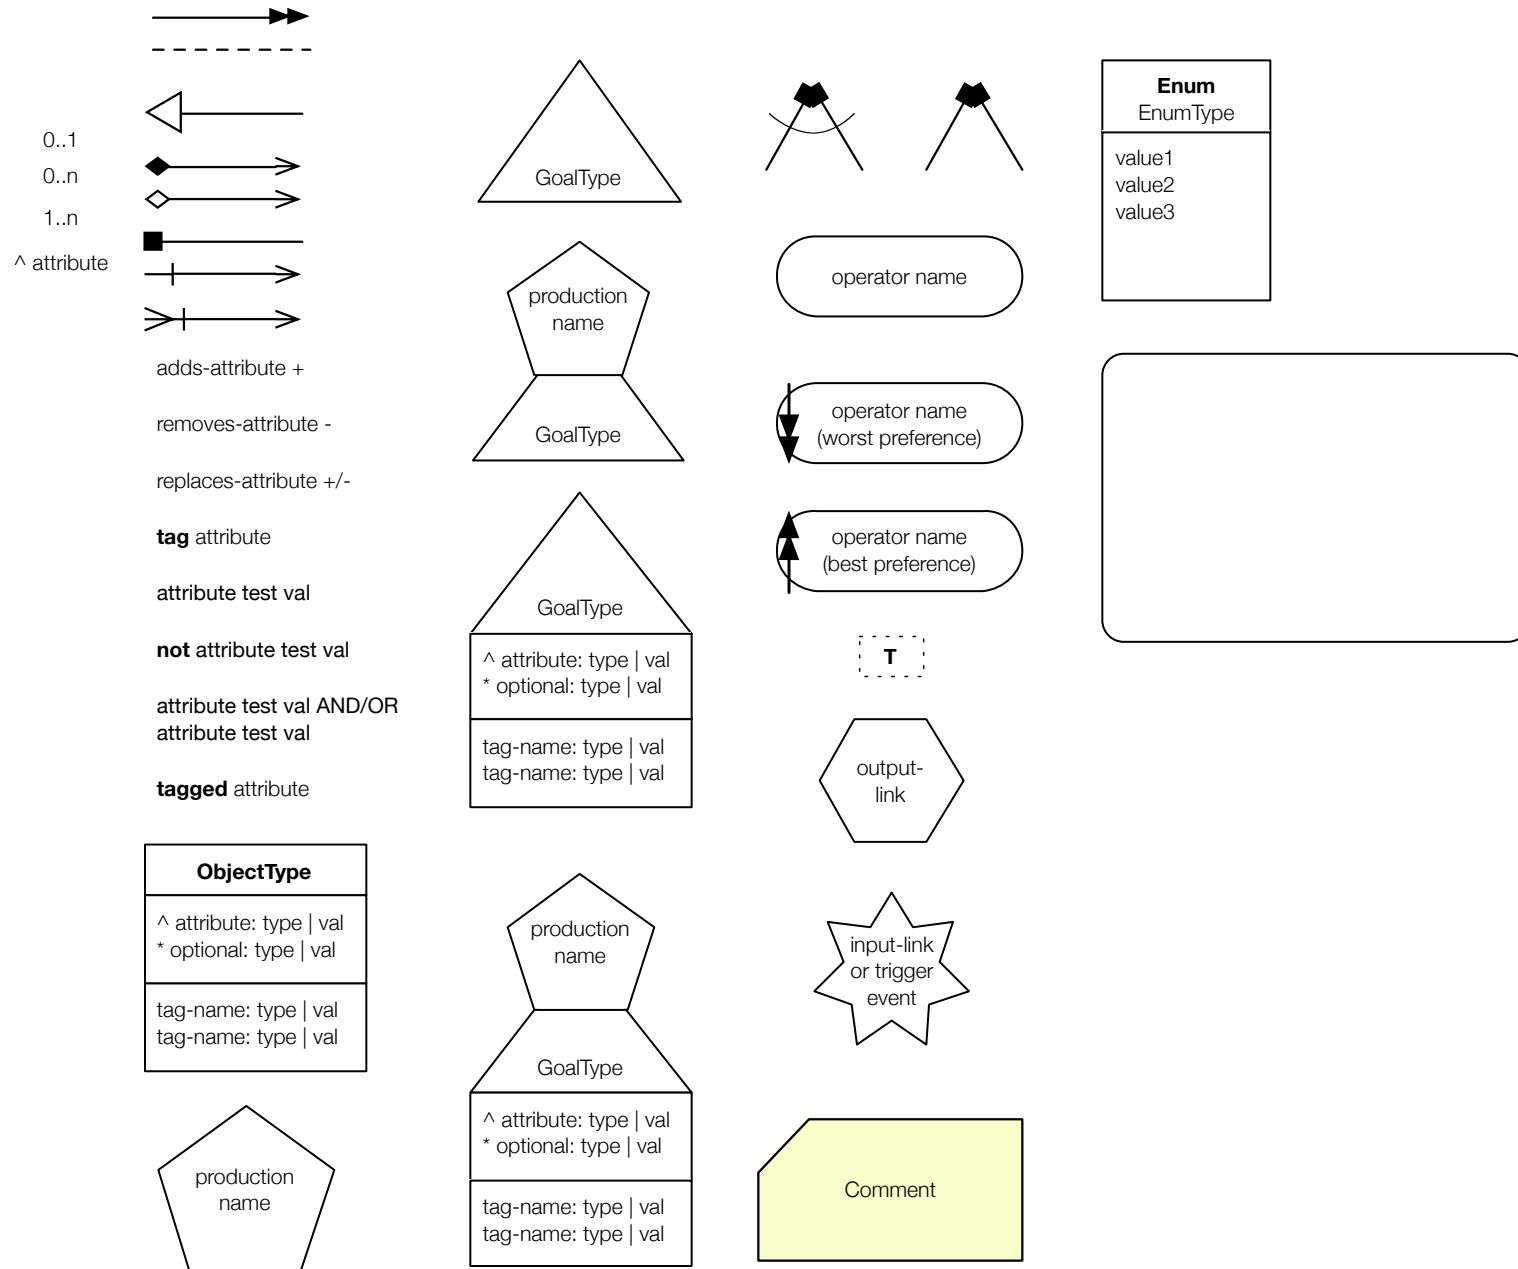 0..1
0..n
1..n
^ attribute
adds-attribute +
removes-attribute -
replaces-attribute +/-
tag attribute
attribute test val
not attribute test val
attribute test val AND/OR
attribute test val
tagged attribute
ObjectType
^ attribute: type | val
* optional: type | val
tag-name: type | val
tag-name: type | val
production
name
GoalType
production
name
GoalType
GoalType
^ attribute: type | val
* optional: type | val
tag-name: type | val
tag-name: type | val
production
name
GoalType
^ attribute: type | val
* optional: type | val
tag-name: type | val
tag-name: type | val
operator name
operator name
(worst preference)
operator name
(best preference)
T
output-
link
input-link
or trigger
event
Comment
Enum
EnumType
value1
value2
value3